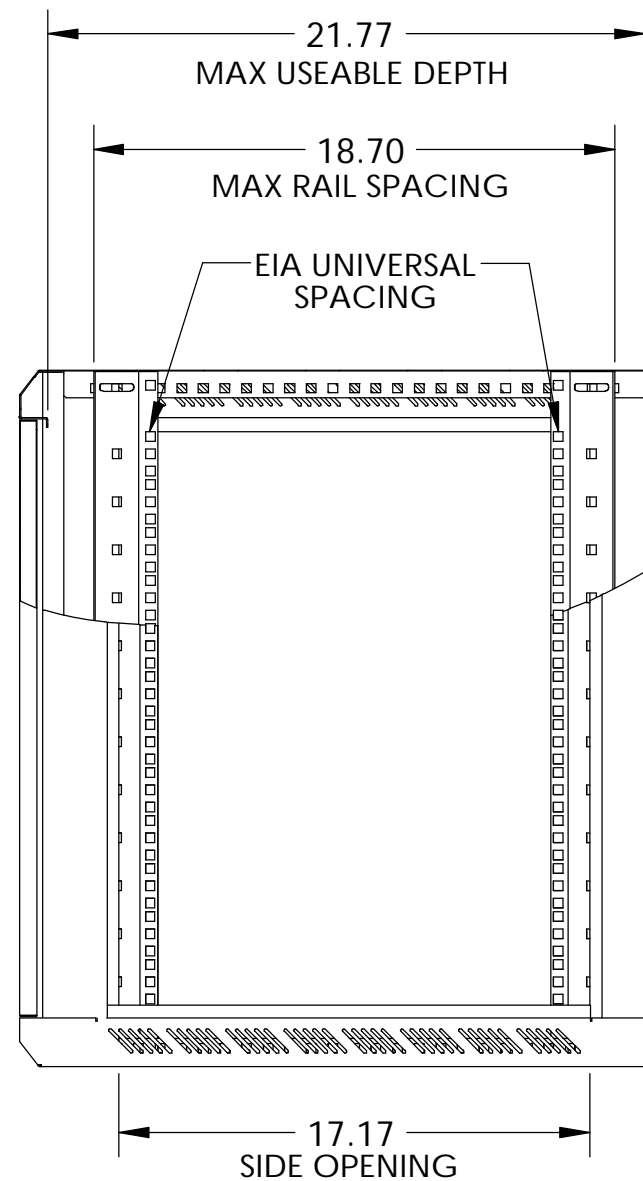 21.77
MAX USEABLE DEPTH
18.70
MAX RAIL SPACING
EIA UNIVERSAL
SPACING
17.17
SIDE OPENING